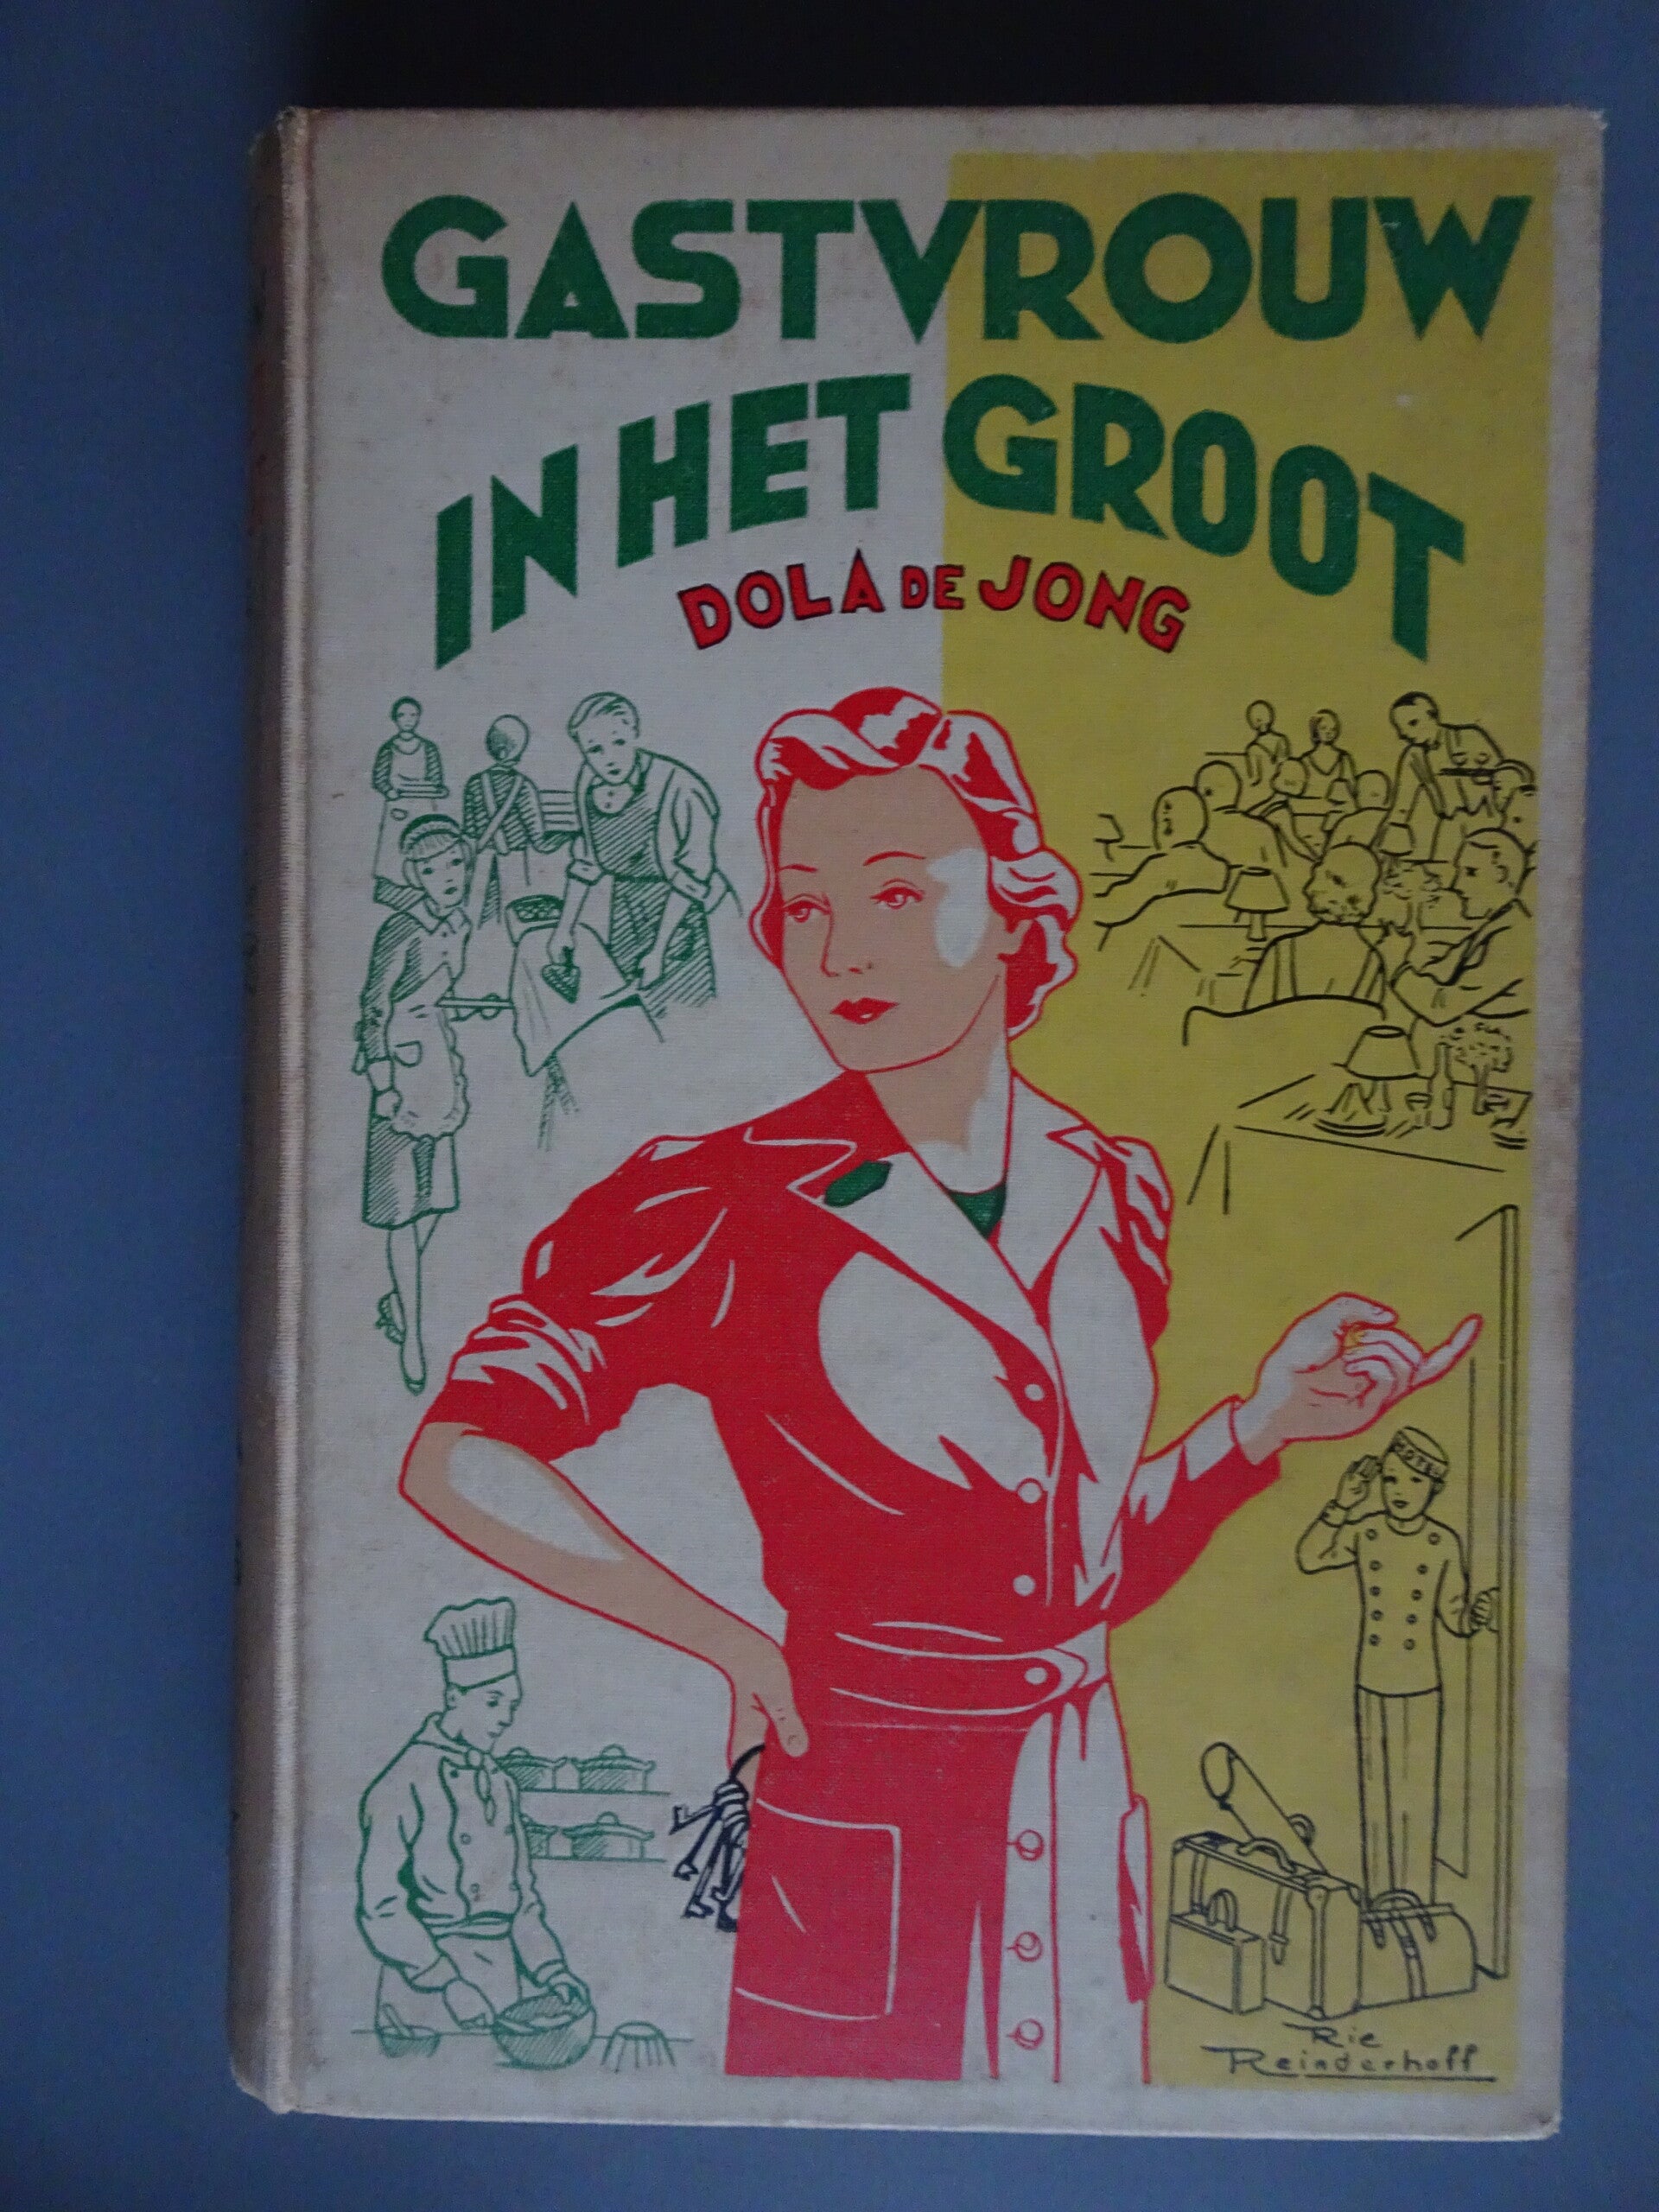 GASTVROUW
IN HET GROOT
DOLA DE JONG
HOTEL
Rie
Reinderhoff